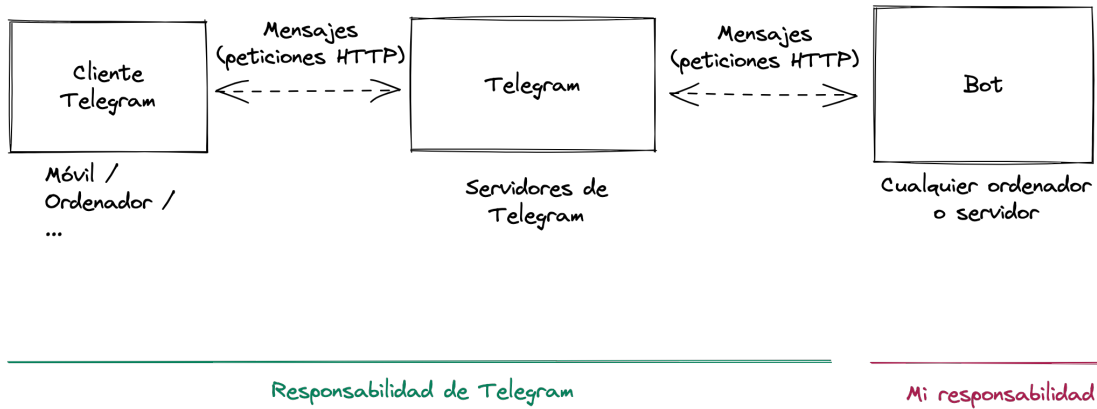 Cliente
Telegram
Móvil /
Ordenador /
...
Mensajes
(peticiones HTTP)
Telegram
Servidores de
Telegram
Mensajes
(peticiones HTTP)
Bot
Cualquier ordenador
o servidor
Responsabilidad de Telegram
Mi responsabilidad